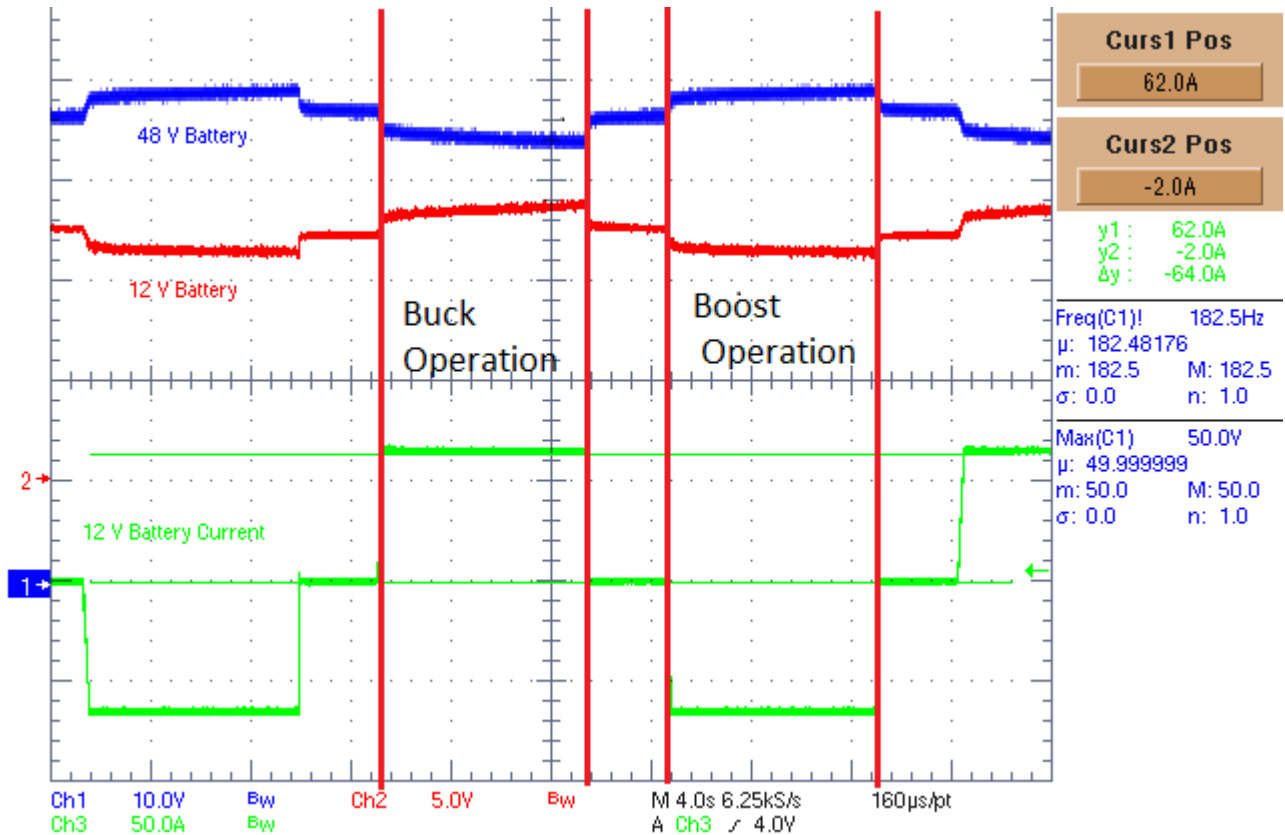 48 V Battery
12 V Battery
Buck
Operation
Boost
Operation
2
12 V Battery Current
1
Curs1 Pos
62.0A
Curs2 Pos
-2.0A
y1 : 62.0A
y2 : -2.0A
Δy : -64.0A
Freq(C1)! 182.5Hz
µ: 182.48176
m: 182.5 M: 182.5
σ: 0.0 n: 1.0
Max(C1) 50.0V
µ: 49.999999
m: 50.0 M: 50.0
σ: 0.0 n: 1.0
Ch1 10.0V Bw Ch2 5.0V Bw M 4.0s 6.25kS/s 160µs/pt
Ch3 50.0A Bw A Ch3 / 4.0V